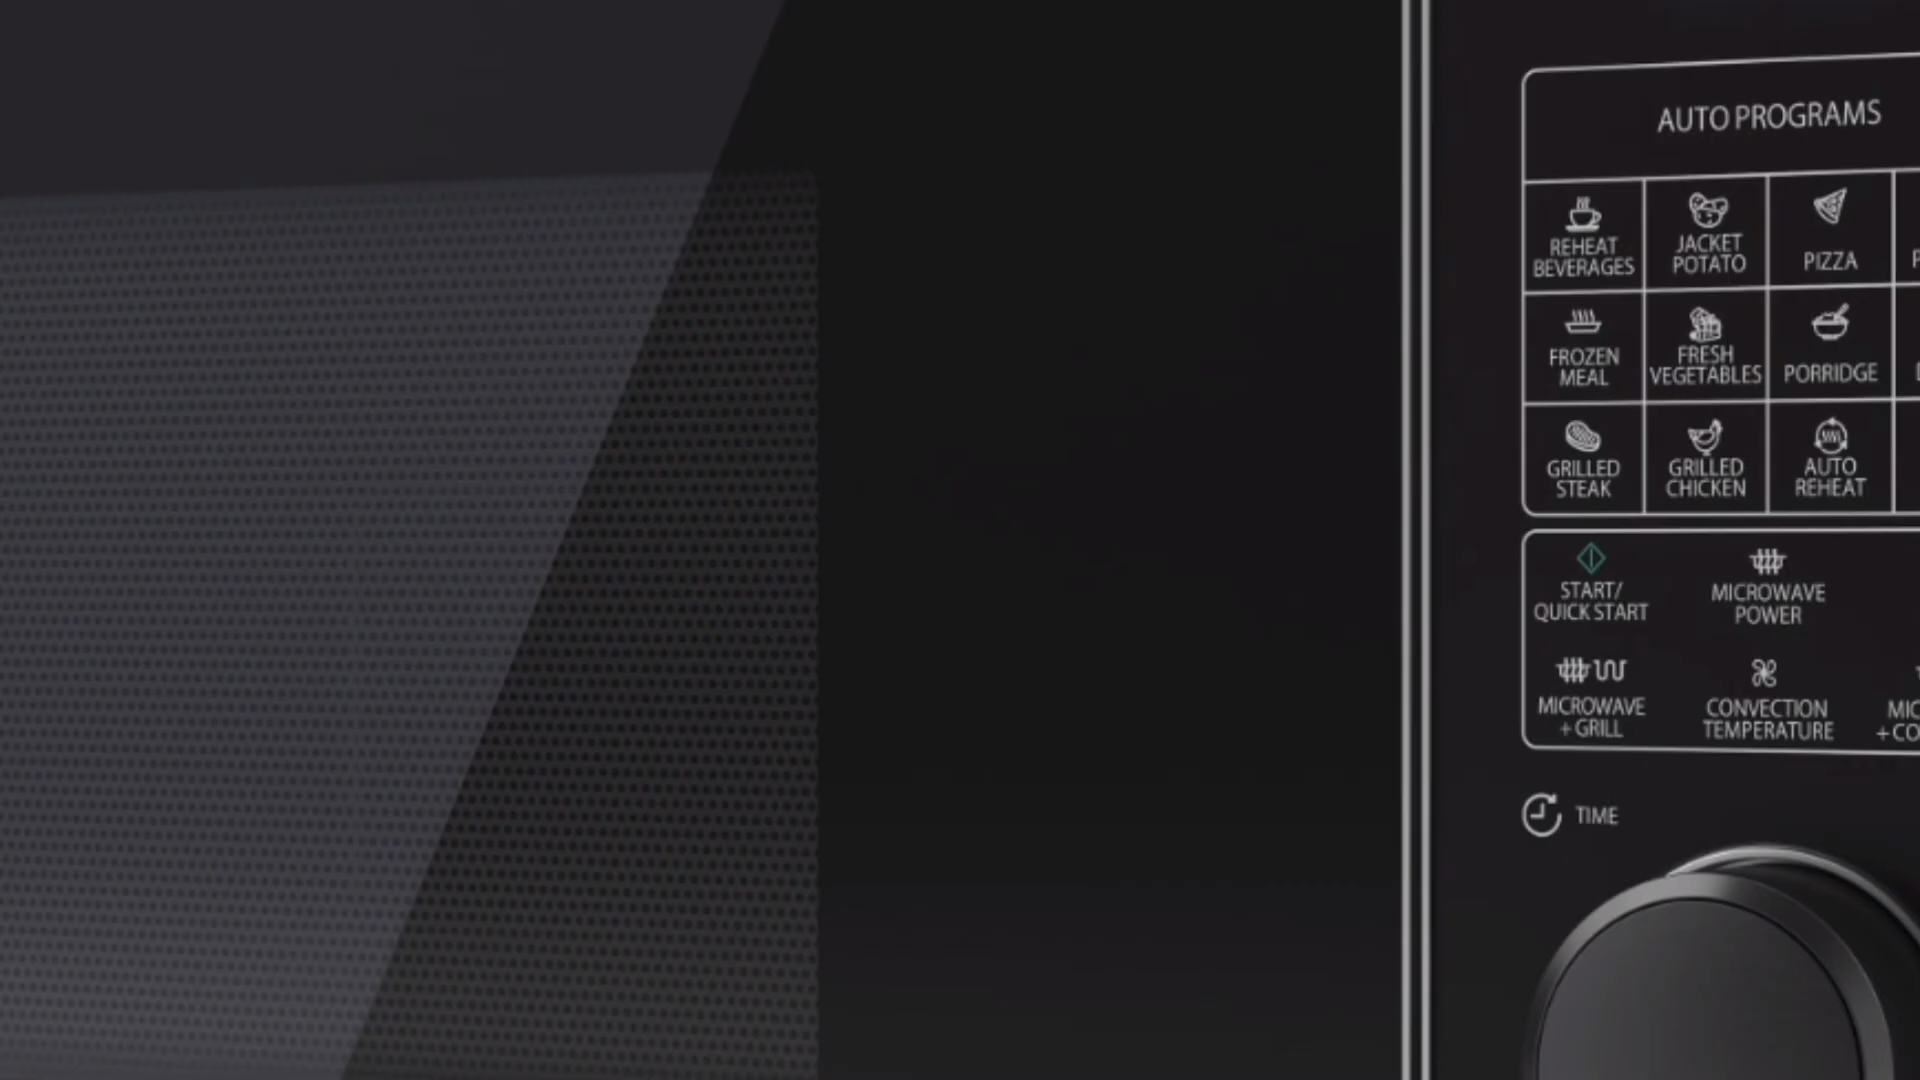 AUTO PROGRAMS
REHEAT
BEVERAGES
JACKET
POTATO
PIZZA
FROZEN
MEAL
FRESH
VEGETABLES
PORRIDGE
GRILLED
STEAK
GRILLED
CHICKEN
AUTO
REHEAT
START/
QUICK START
MICROWAVE
POWER
MICROWAVE
+ GRILL
CONVECTION
TEMPERATURE
TIME